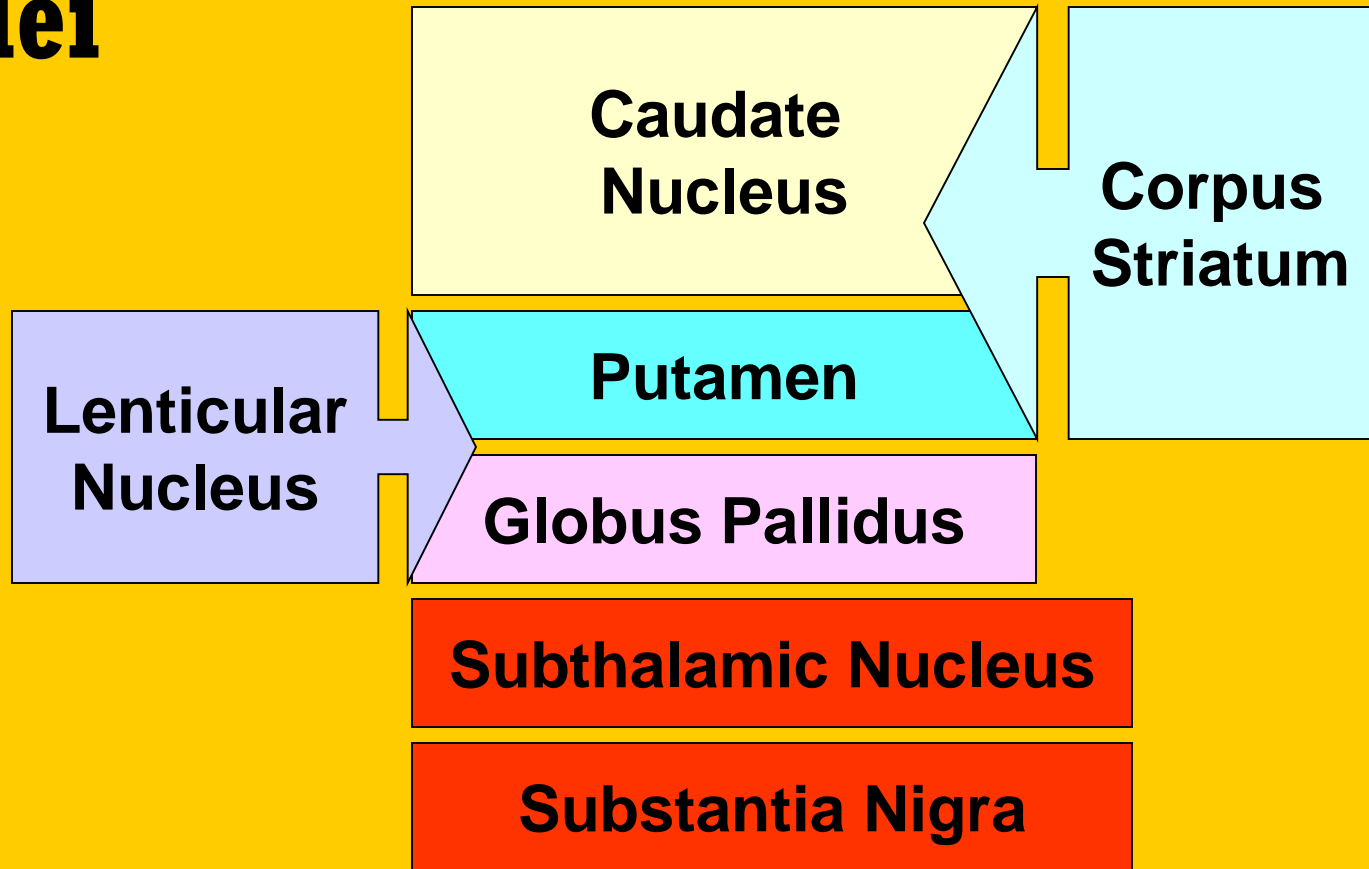 Caudate
Nucleus
Corpus
Striatum
Putamen
Lenticular
Nucleus
Globus Pallidus
Subthalamic Nucleus
Substantia Nigra